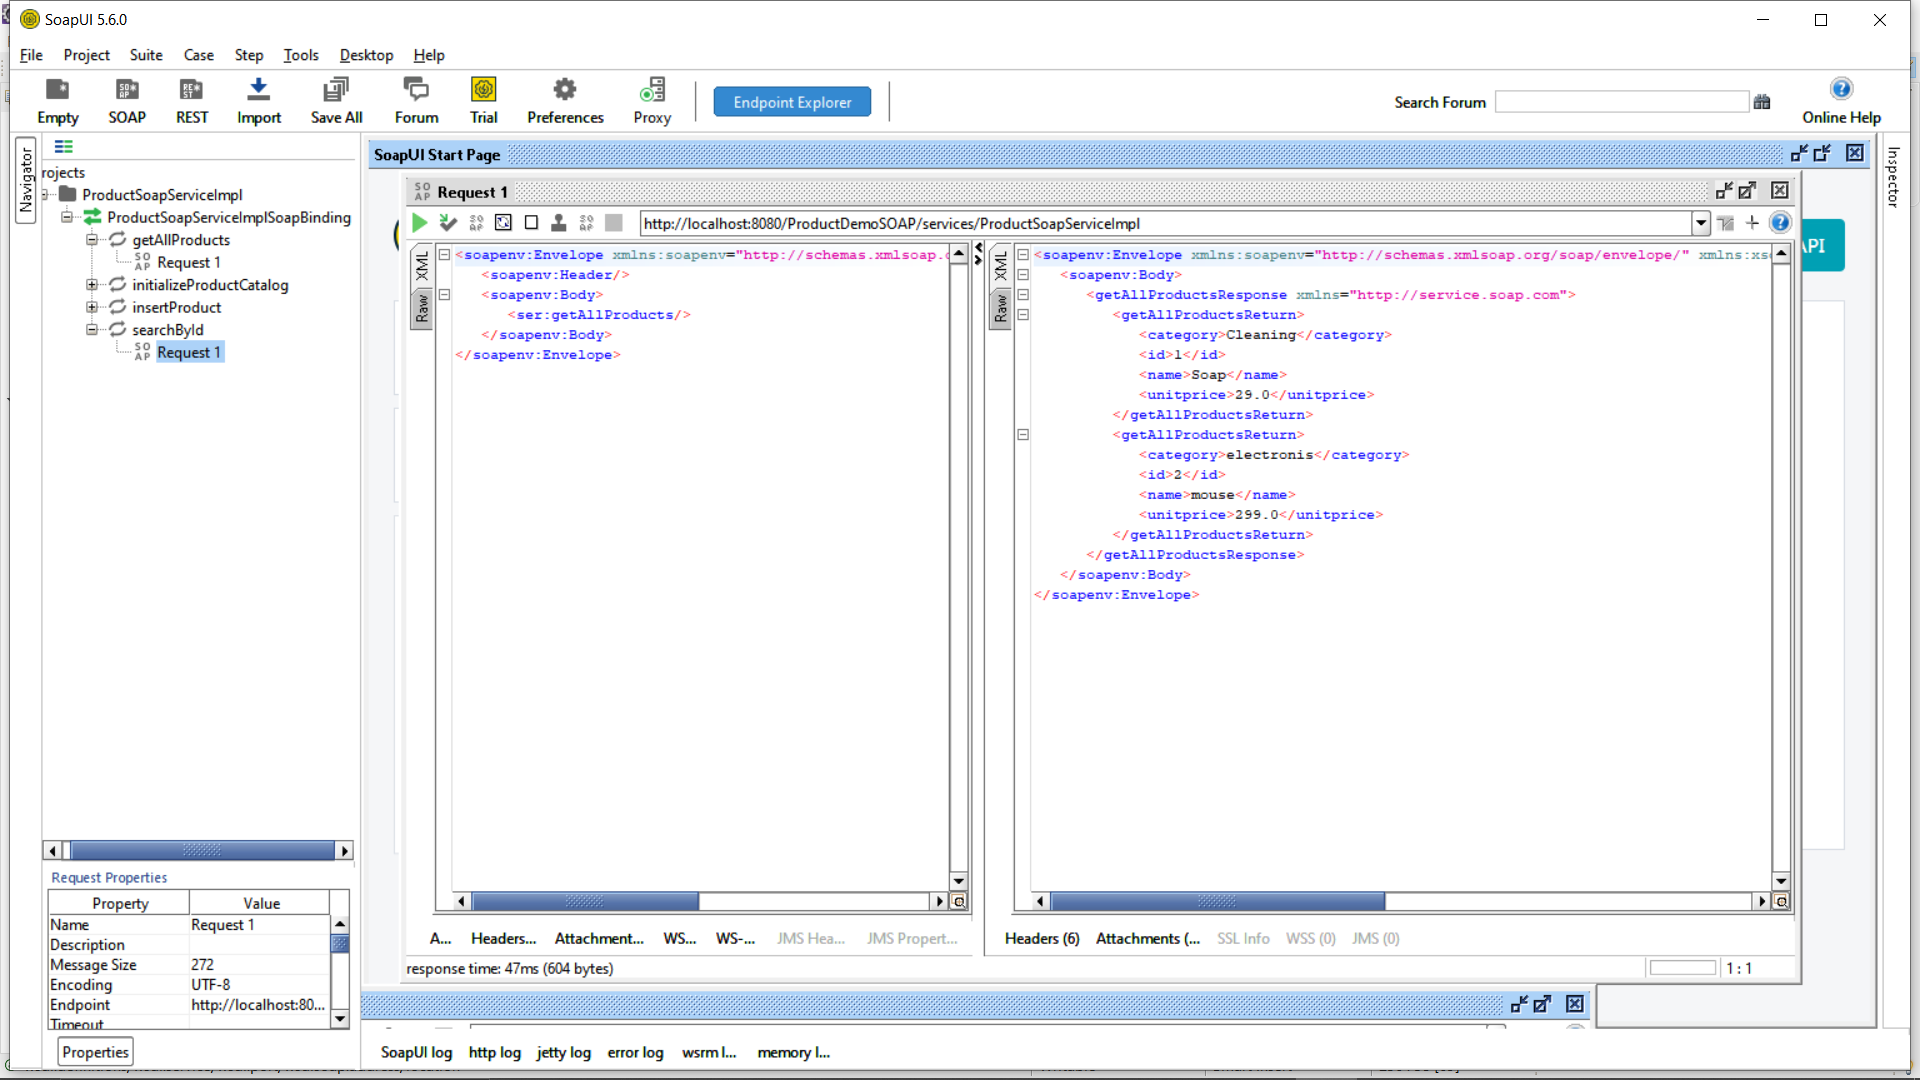 SoapUI 5.6.0
File Project Suite Case Step Tools Desktop Help
Empty SOAP REST Import Save All Forum Trial Preferences Proxy Endpoint Explorer Search Forum Online Help
Navigator
rojects
ProductSoapServiceImpl
ProductSoapServiceImplSoapBinding
getAllProducts
Request 1
initializeProductCatalog
insertProduct
searchById
Request 1
Request Properties
Property Value
Name Request 1
Description
Message Size 272
Encoding UTF-8
Endpoint http://localhost:80...
Timeout
Properties
SoapUI Start Page
Request 1
http://localhost:8080/ProductDemoSOAP/services/ProductSoapServiceImpl
XML
Raw
<soapenv:Envelope xmlns:soapenv="http://schemas.xmlsoap.
<soapenv:Header/>
<soapenv:Body>
<ser:getAllProducts/>
</soapenv:Body>
</soapenv:Envelope>
A... Headers... Attachment... WS... WS-... JMS Hea... JMS Propert...
XML
Raw
<soapenv:Envelope xmlns:soapenv="http://schemas.xmlsoap.org/soap/envelope/" xmlns:xs
<soapenv:Body>
<getAllProductsResponse xmlns="http://service.soap.com">
<getAllProductsReturn>
<category>Cleaning</category>
<id>1</id>
<name>Soap</name>
<unitprice>29.0</unitprice>
</getAllProductsReturn>
<getAllProductsReturn>
<category>electronis</category>
<id>2</id>
<name>mouse</name>
<unitprice>299.0</unitprice>
</getAllProductsReturn>
</getAllProductsResponse>
</soapenv:Body>
</soapenv:Envelope>
Headers (6) Attachments (... SSL Info WSS (0) JMS (0)
response time: 47ms (604 bytes) 1 : 1
API
Inspector
SoapUI log http log jetty log error log wsrm l... memory l...